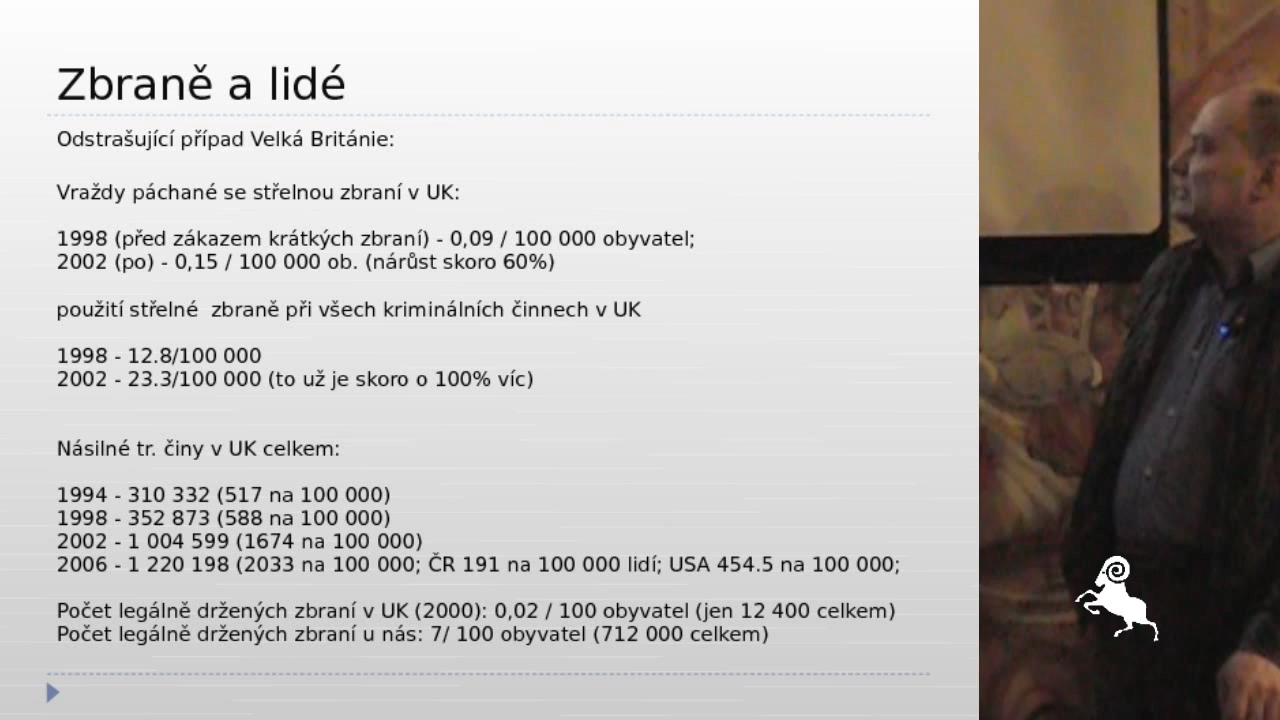 Zbraně a lidé
Odstrašující případ Velká Británie:
Vraždy páchané se střelnou zbraní v UK:
1998 (před zákazem krátkých zbraní) - 0,09 / 100 000 obyvatel;
2002 (po) - 0,15 / 100 000 ob. (nárůst skoro 60%)
použití střelné  zbraně při všech kriminálních činnech v UK
1998 - 12.8/100 000
2002 - 23.3/100 000 (to už je skoro o 100% víc)
Násilné tr. činy v UK celkem:
1994 - 310 332 (517 na 100 000)
1998 - 352 873 (588 na 100 000)
2002 - 1 004 599 (1674 na 100 000)
2006 - 1 220 198 (2033 na 100 000; ČR 191 na 100 000 lidí; USA 454.5 na 100 000;
Počet legálně držených zbraní v UK (2000): 0,02 / 100 obyvatel (jen 12 400 celkem)
Počet legálně držených zbraní u nás: 7/ 100 obyvatel (712 000 celkem)